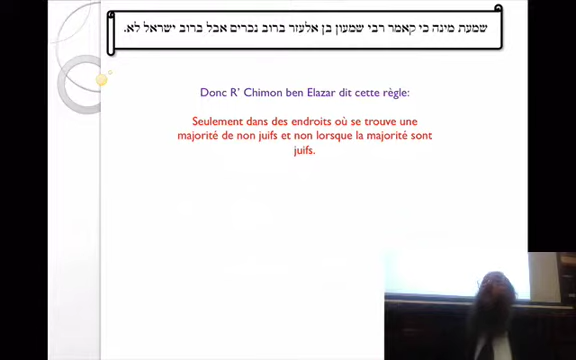 שמעת מינה כי קאמר רבי שמעון בן אלעזר ברוב נכרים אבל ברוב ישראל לא.
Donc R' Chimon ben Elazar dit cette règle:
Seulement dans des endroits où se trouve une
majorité de non juifs et non lorsque la majorité sont
juifs.